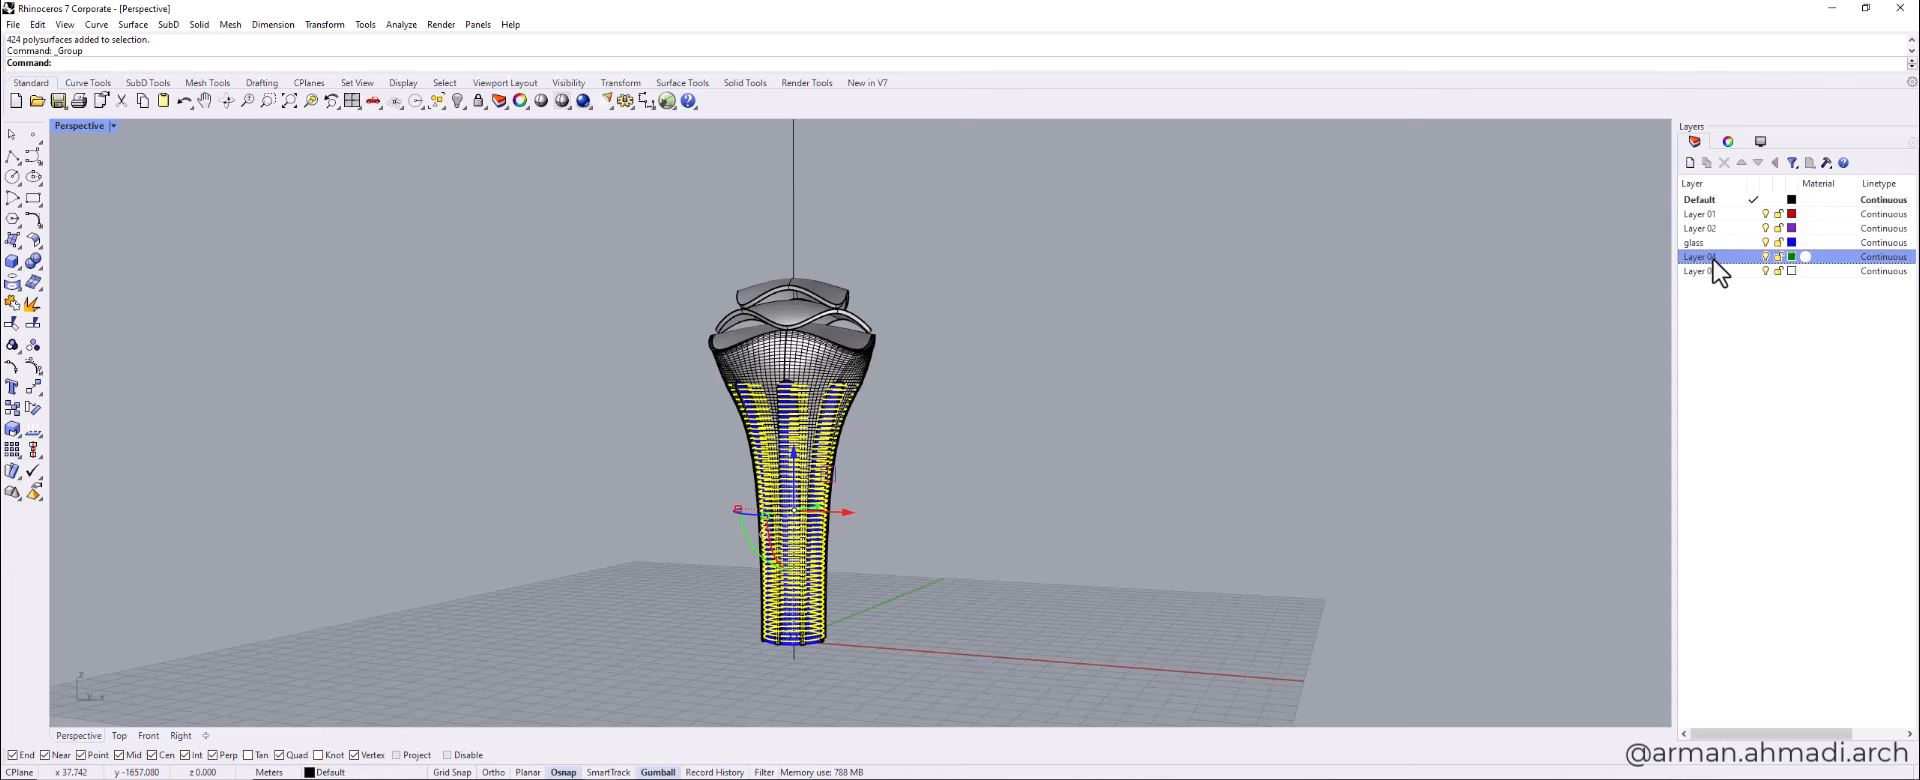 Rhinoceros 7 Corporate - [Perspective]
File Edit View Curve Surface SubD Solid Mesh Dimension Transform Tools Analyze Render Panels Help
424 polysurfaces added to selection.
Command: _Group
Command:
Standard Curve Tools SubD Tools Mesh Tools Drafting CPlanes Set View Display Select Viewport Layout Visibility Transform Surface Tools Solid Tools Render Tools New in V7
Perspective
Layers
Layer Material Linetype
Default Continuous
Layer 01 Continuous
Layer 02 Continuous
glass Continuous
Layer 04 Continuous
Layer Continuous
z
y x
Perspective Top Front Right
End Near Point Mid Cen Int Perp Tan Quad Knot Vertex Project Disable
@arman.ahmadi.arch
CPlane x 37.742 y -1657.080 z 0.000 Meters Default Grid Snap Ortho Planar Osnap SmartTrack Gumball Record History Filter Memory use: 788 MB